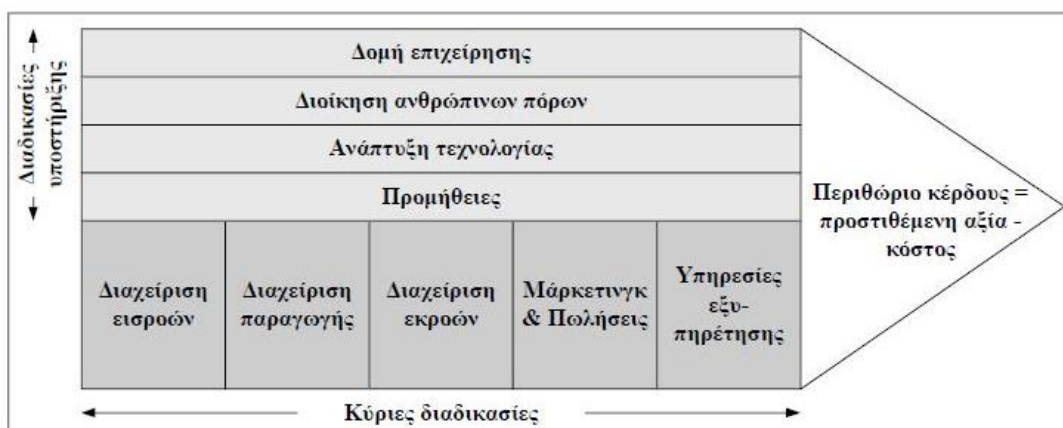 Διαδικασίες
υποστήριξης
Δομή επιχείρησης
Διοίκηση ανθρώπινων πόρων
Ανάπτυξη τεχνολογίας
Προμήθειες
Διαχείριση
εισροών
Διαχείριση
παραγωγής
Διαχείριση
εκροών
Μάρκετινγκ
& Πωλήσεις
Υπηρεσίες
εξυ-
πηρέτησης
Περιθώριο κέρδους =
προστιθέμενη αξία -
κόστος
Κύριες διαδικασίες